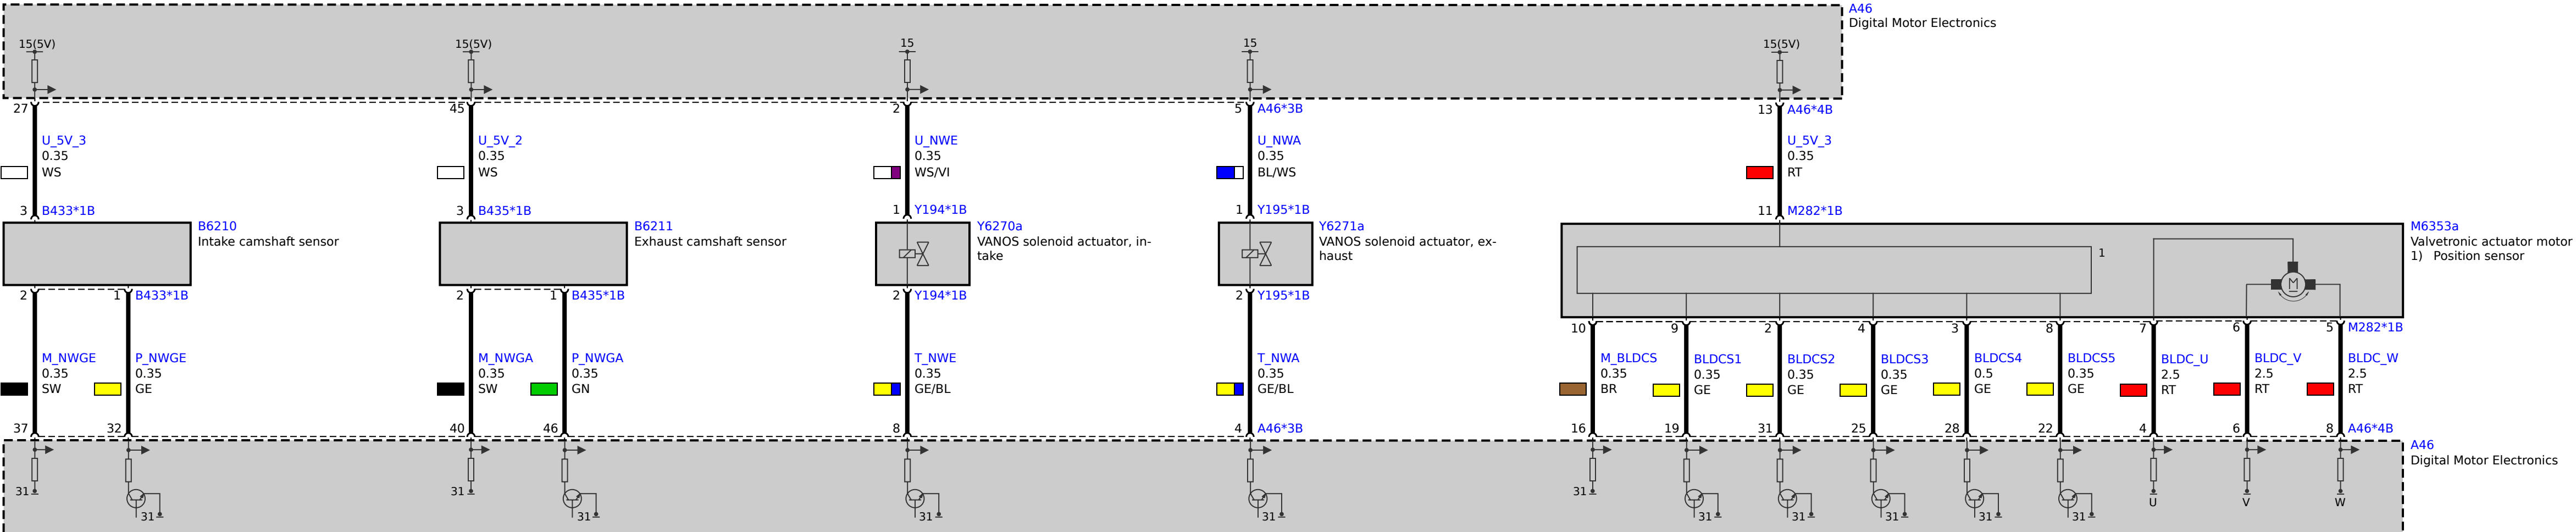 A46
Digital Motor Electronics
15(5V)
15(5V)
15
15
15(5V)
27
45
2
5
A46*3B
13
A46*4B
U_5V_3
0.35
WS
U_5V_2
0.35
WS
U_NWE
0.35
WS/VI
U_NWA
0.35
BL/WS
U_5V_3
0.35
RT
3
B433*1B
3
B435*1B
1
Y194*1B
1
Y195*1B
11
M282*1B
B6210
Intake camshaft sensor
B6211
Exhaust camshaft sensor
Y6270a
VANOS solenoid actuator, in-
take
Y6271a
VANOS solenoid actuator, ex-
haust
1
M
M6353a
Valvetronic actuator motor
1) Position sensor
2
1
B433*1B
2
1
B435*1B
2
Y194*1B
2
Y195*1B
10
9
2
4
3
8
7
6
5
M282*1B
M_NWGE
0.35
SW
P_NWGE
0.35
GE
M_NWGA
0.35
SW
P_NWGA
0.35
GN
T_NWE
0.35
GE/BL
T_NWA
0.35
GE/BL
M_BLDCS
0.35
BR
BLDCS1
0.35
GE
BLDCS2
0.35
GE
BLDCS3
0.35
GE
BLDCS4
0.5
GE
BLDCS5
0.35
GE
BLDC_U
2.5
RT
BLDC_V
2.5
RT
BLDC_W
2.5
RT
37
32
40
46
8
4
A46*3B
16
19
31
25
28
22
4
6
8
A46*4B
A46
Digital Motor Electronics
31
31
31
31
31
31
31
31
31
31
31
31
U
V
W